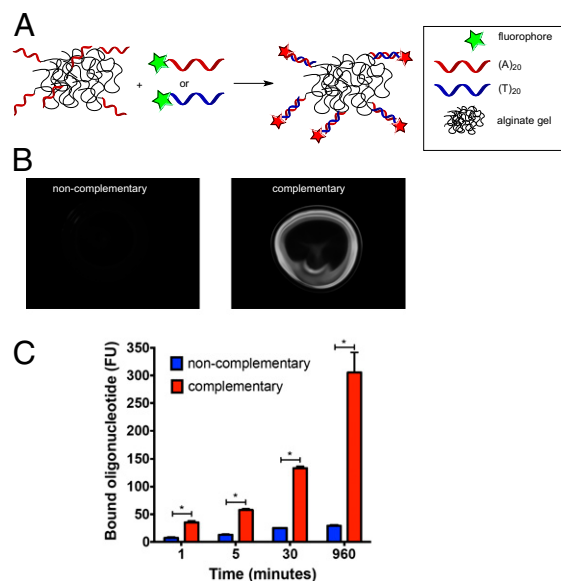 A
+
or
fluorophore
(A)20
(T)20
alginate gel
B
non-complementary
complementary
C
Bound oligonucleotide (FU)
350
300
250
200
150
100
50
0
non-complementary
complementary
*
*
*
*
1 5 30 960
Time (minutes)